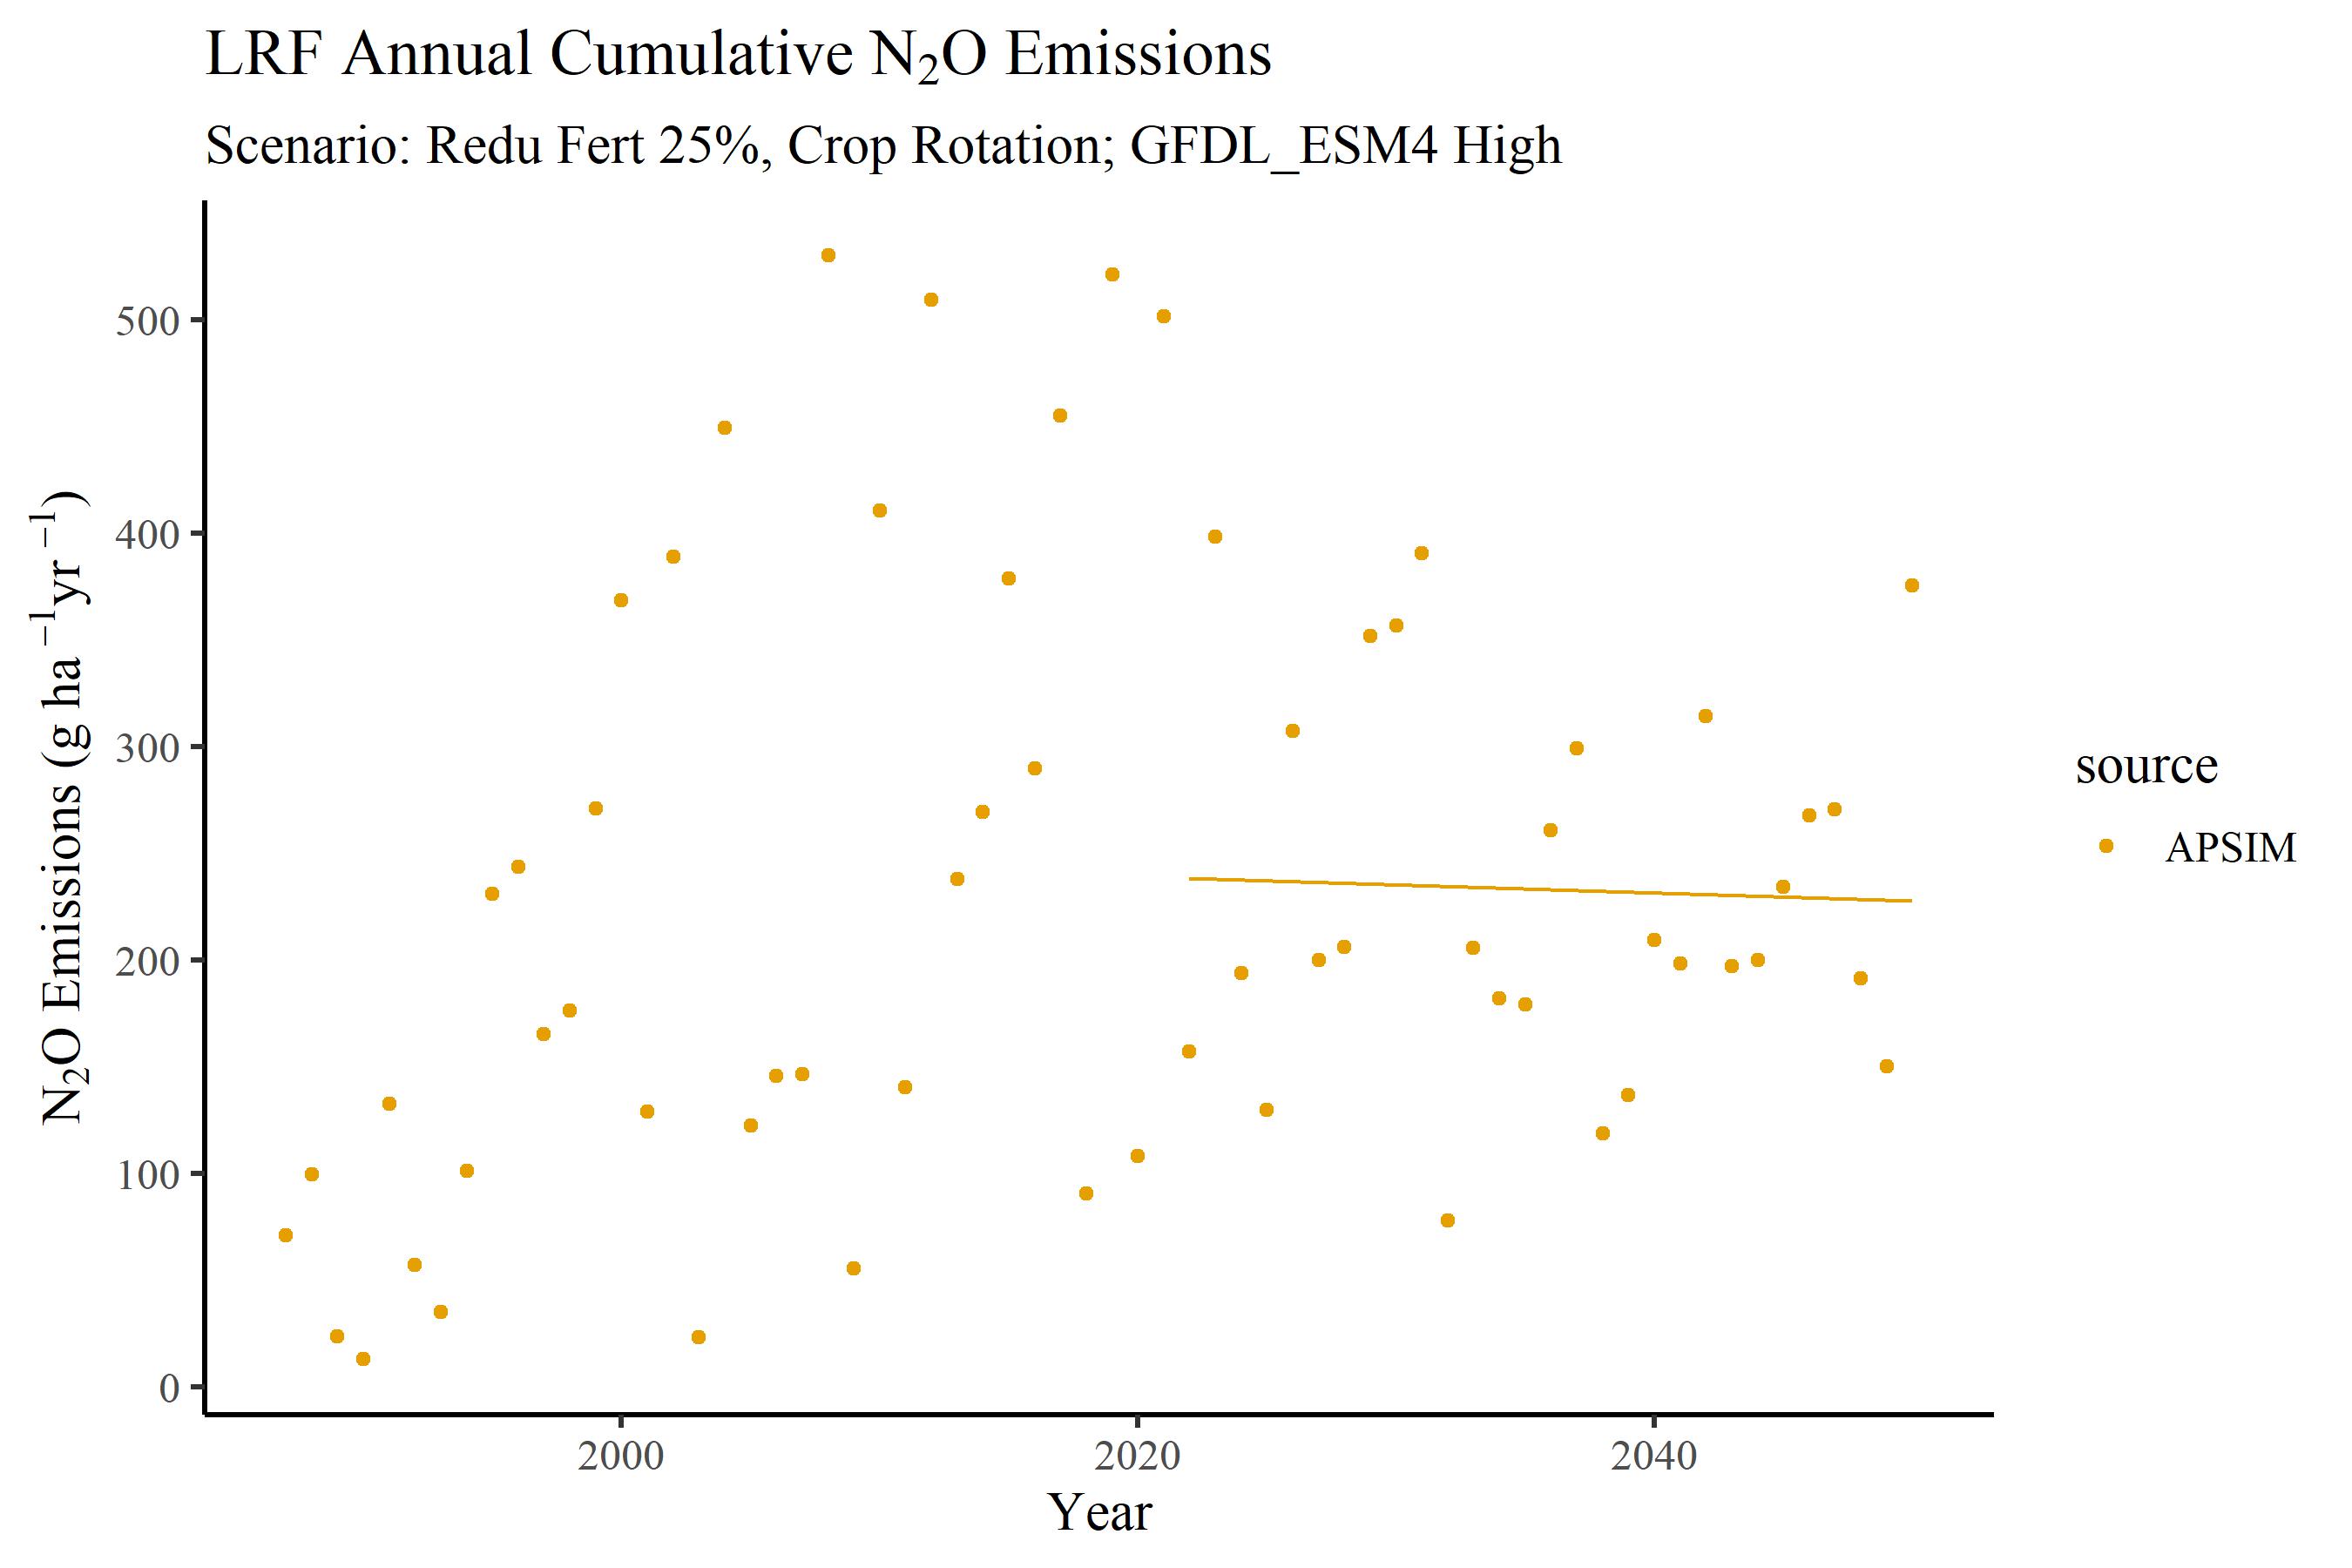 LRF Annual Cumulative N₂O Emissions
Scenario: Redu Fert 25%, Crop Rotation; GFDL_ESM4 High
N₂O Emissions (g ha⁻¹yr⁻¹)
500
400
300
200
100
0
2000
2020
2040
Year
source
APSIM